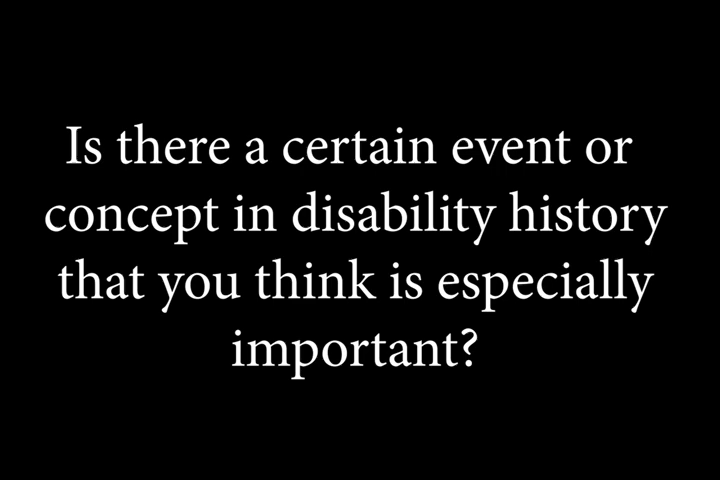 Is there a certain event or
concept in disability history
that you think is especially
important?